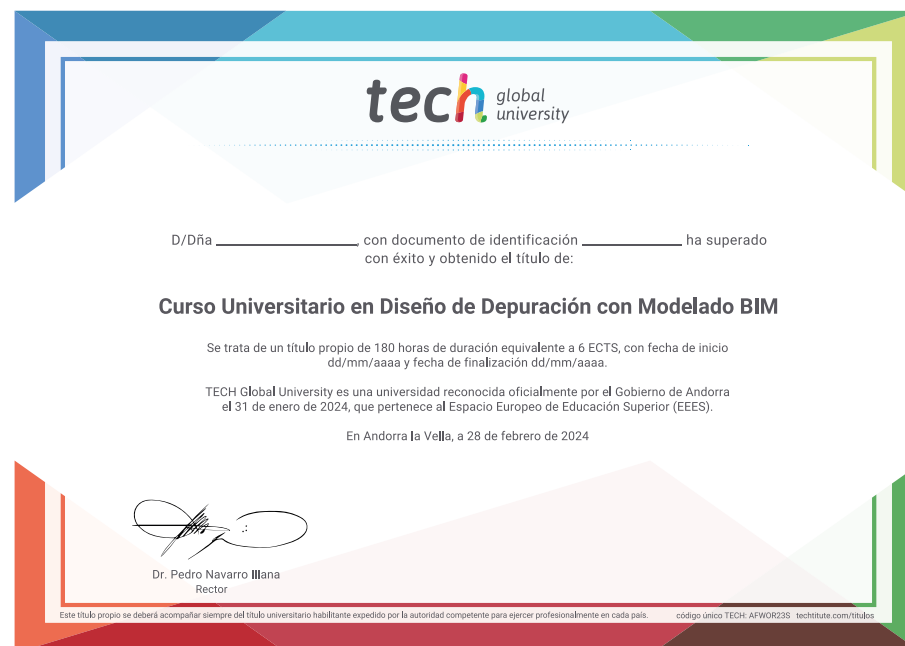 tech global university
D/Dña ____________________, con documento de identificación ______________ ha superado
con éxito y obtenido el título de:
Curso Universitario en Diseño de Depuración con Modelado BIM
Se trata de un título propio de 180 horas de duración equivalente a 6 ECTS, con fecha de inicio
dd/mm/aaaa y fecha de finalización dd/mm/aaaa.
TECH Global University es una universidad reconocida oficialmente por el Gobierno de Andorra
el 31 de enero de 2024, que pertenece al Espacio Europeo de Educación Superior (EEES).
En Andorra la Vella, a 28 de febrero de 2024
Dr. Pedro Navarro Illana
Rector
Este título propio se deberá acompañar siempre del título universitario habilitante expedido por la autoridad competente para ejercer profesionalmente en cada país. código único TECH: AFWOR23S techtitute.com/titulos